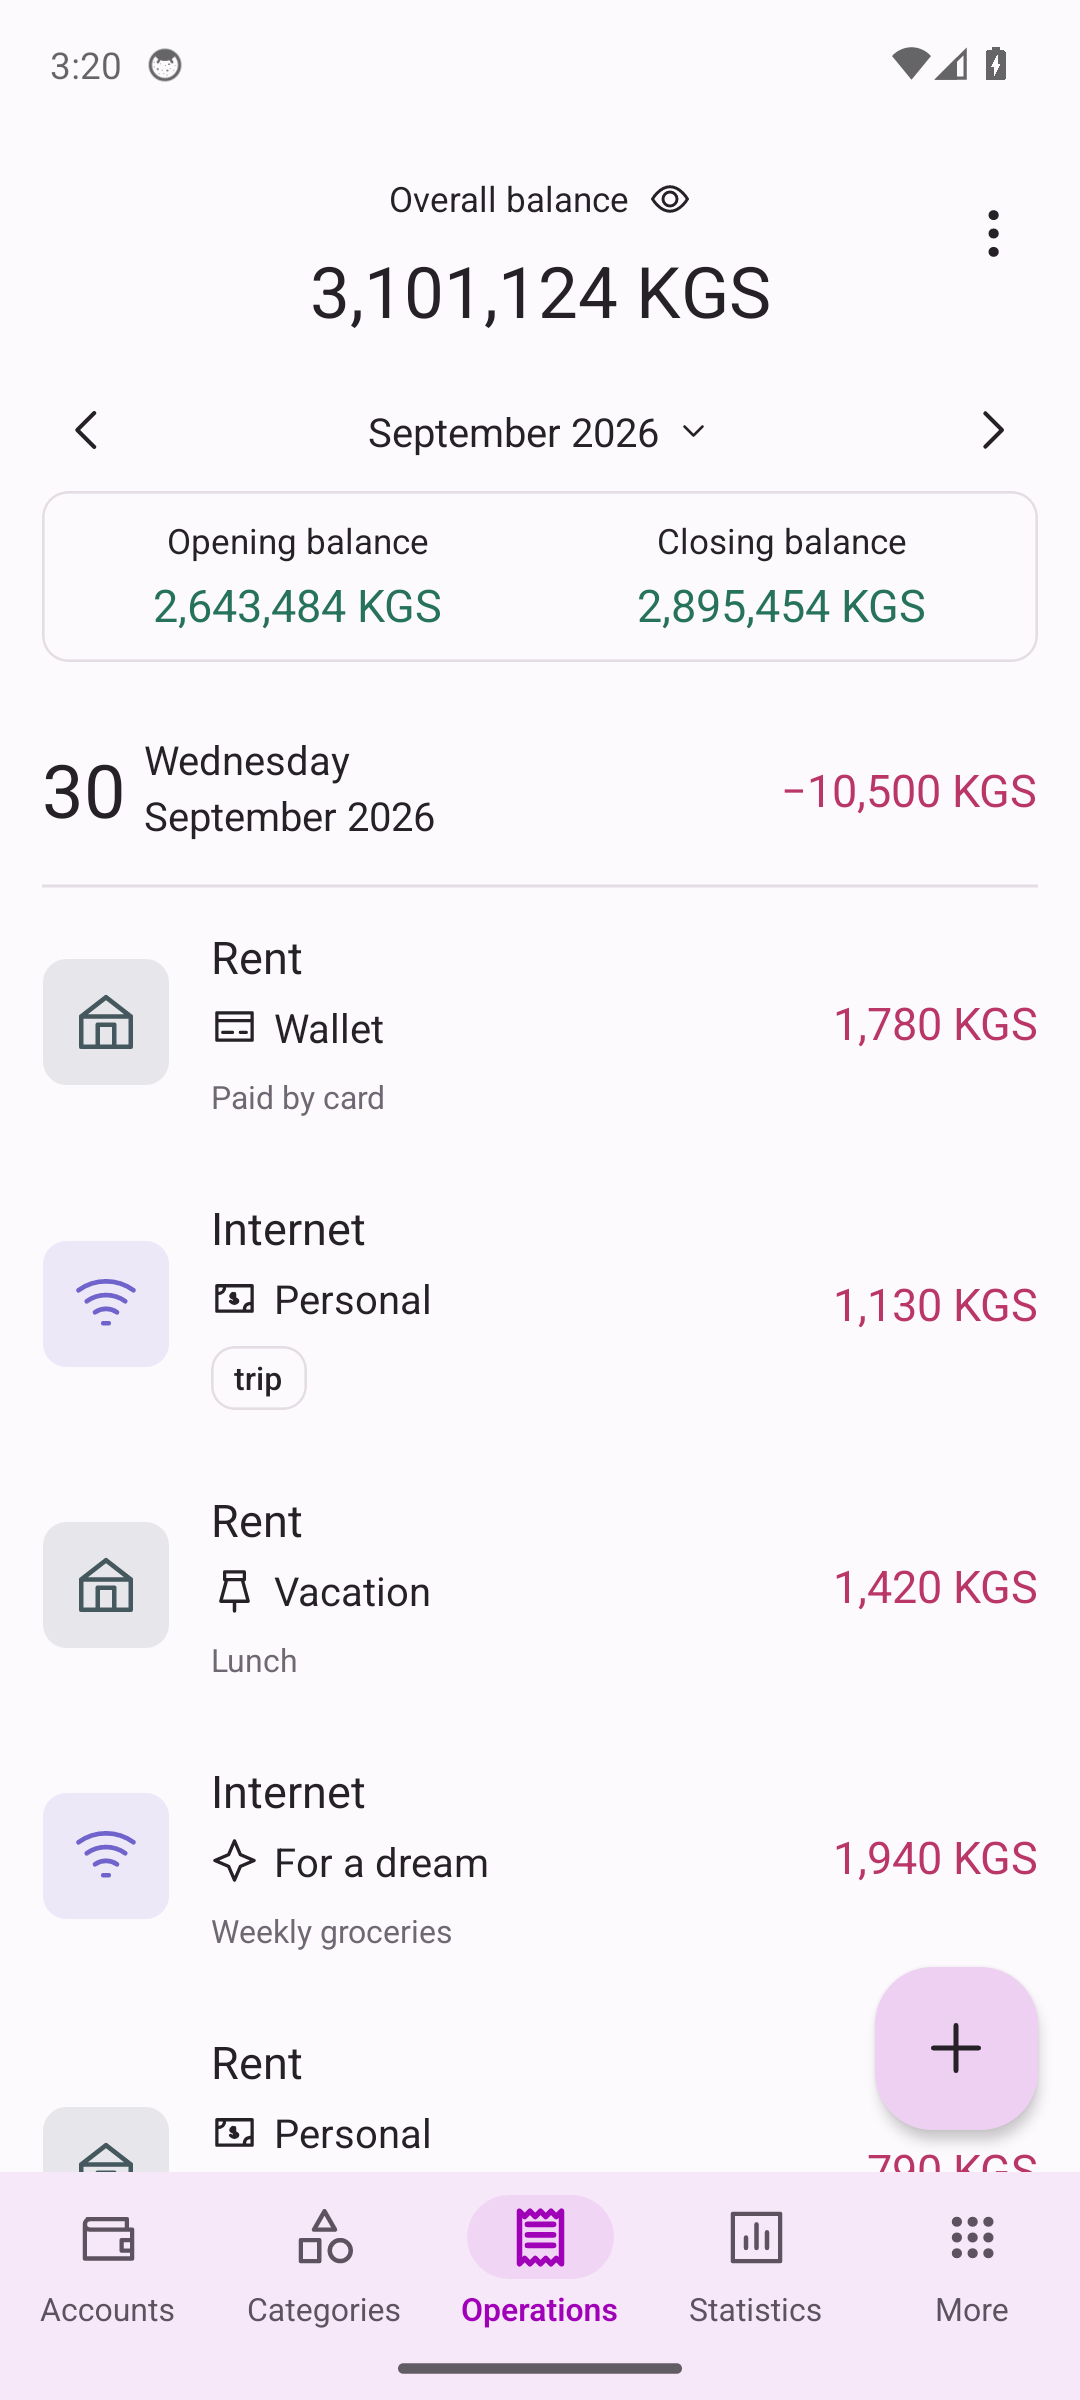 3:20
Overall balance
3,101,124 KGS
September 2026
Opening balance
Closing balance
2,643,484 KGS
2,895,454 KGS
30
Wednesday
September 2026
−10,500 KGS
Rent
Wallet
Paid by card
1,780 KGS
Internet
Personal
trip
1,130 KGS
Rent
Vacation
Lunch
1,420 KGS
Internet
For a dream
Weekly groceries
1,940 KGS
Rent
Personal
790 KGS
Accounts
Categories
Operations
Statistics
More